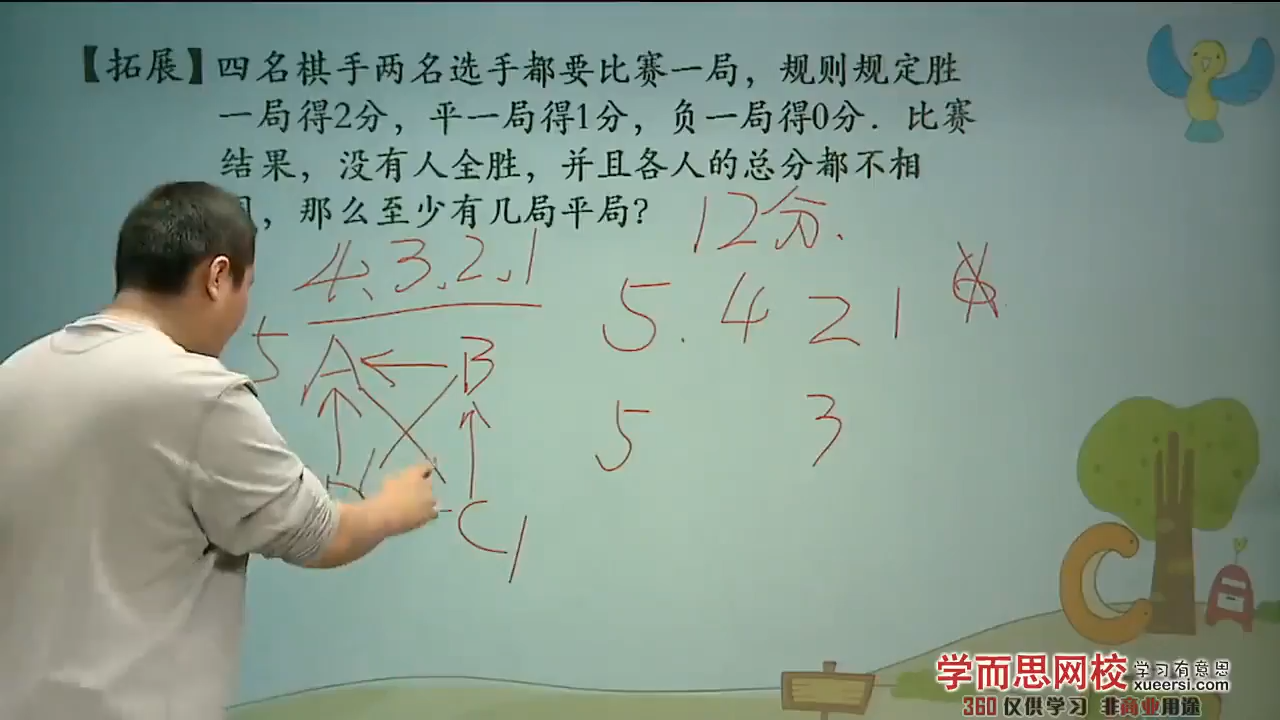 【拓展】四名棋手两名选手都要比赛一局，规则规定胜
一局得2分，平一局得1分，负一局得0分．比赛
结果，没有人全胜，并且各人的总分都不相
，那么至少有几局平局？
12分.
4、3、2、1
5. 4 2 1
5 A B
5 3
C 1
学而思网校 学习有意思
xueersi.com
360 仅供学习 非商业用途